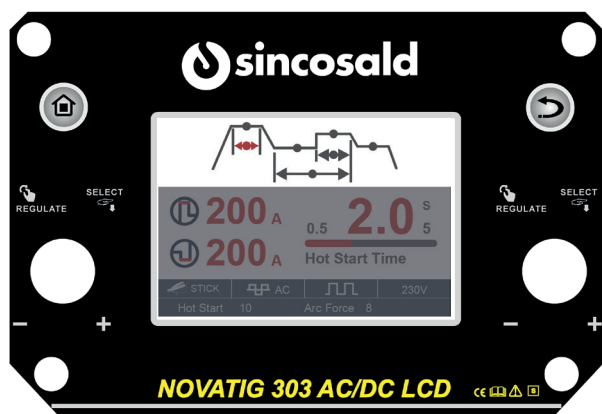 sincosald
REGULATE
SELECT
REGULATE
SELECT
200 A
200 A
0.5 2.0 s 5
Hot Start Time
STICK AC 230V
Hot Start 10 Arc Force 8
- +
- +
NOVATIG 303 AC/DC LCD CE S